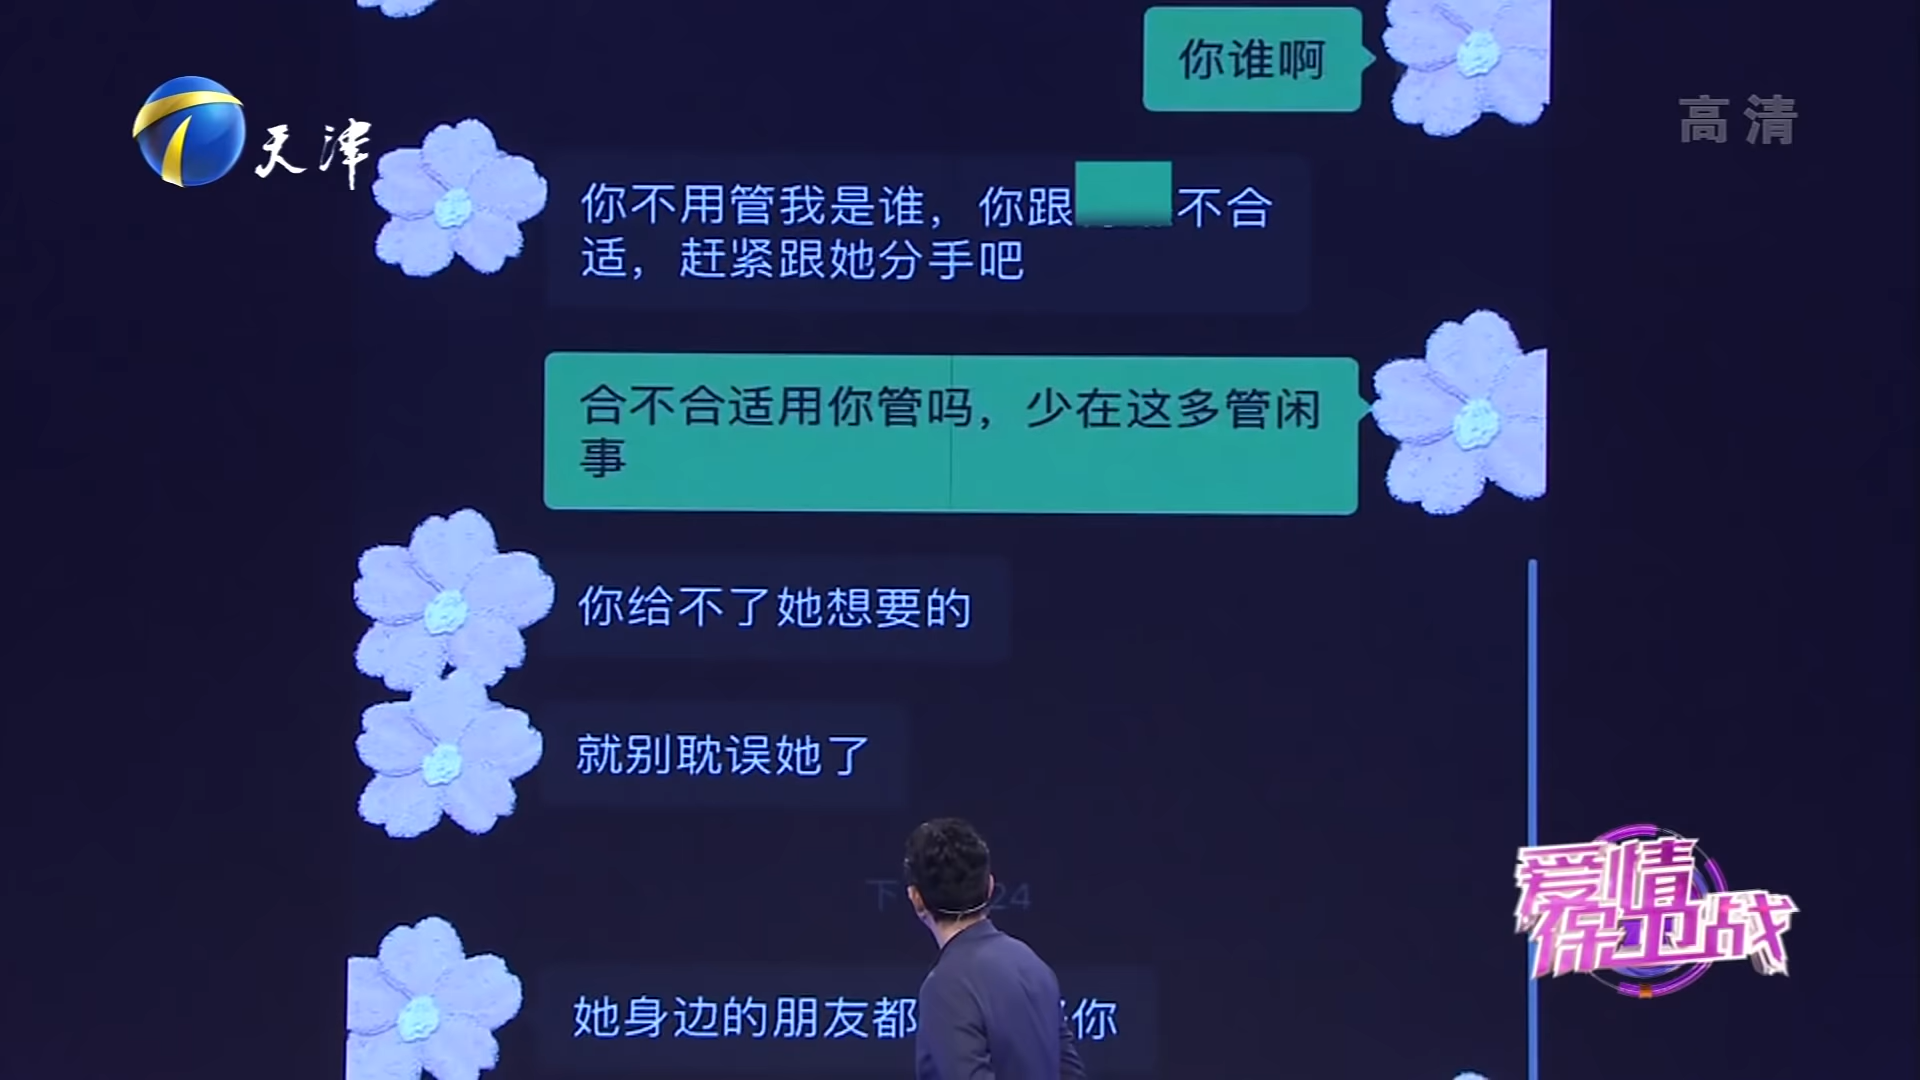 你谁啊
天津
高清
你不用管我是谁，你跟 不合
适，赶紧跟她分手吧
合不合适用你管吗，少在这多管闲
事
你给不了她想要的
就别耽误她了
下 24
爱情
保卫战
她身边的朋友都 你